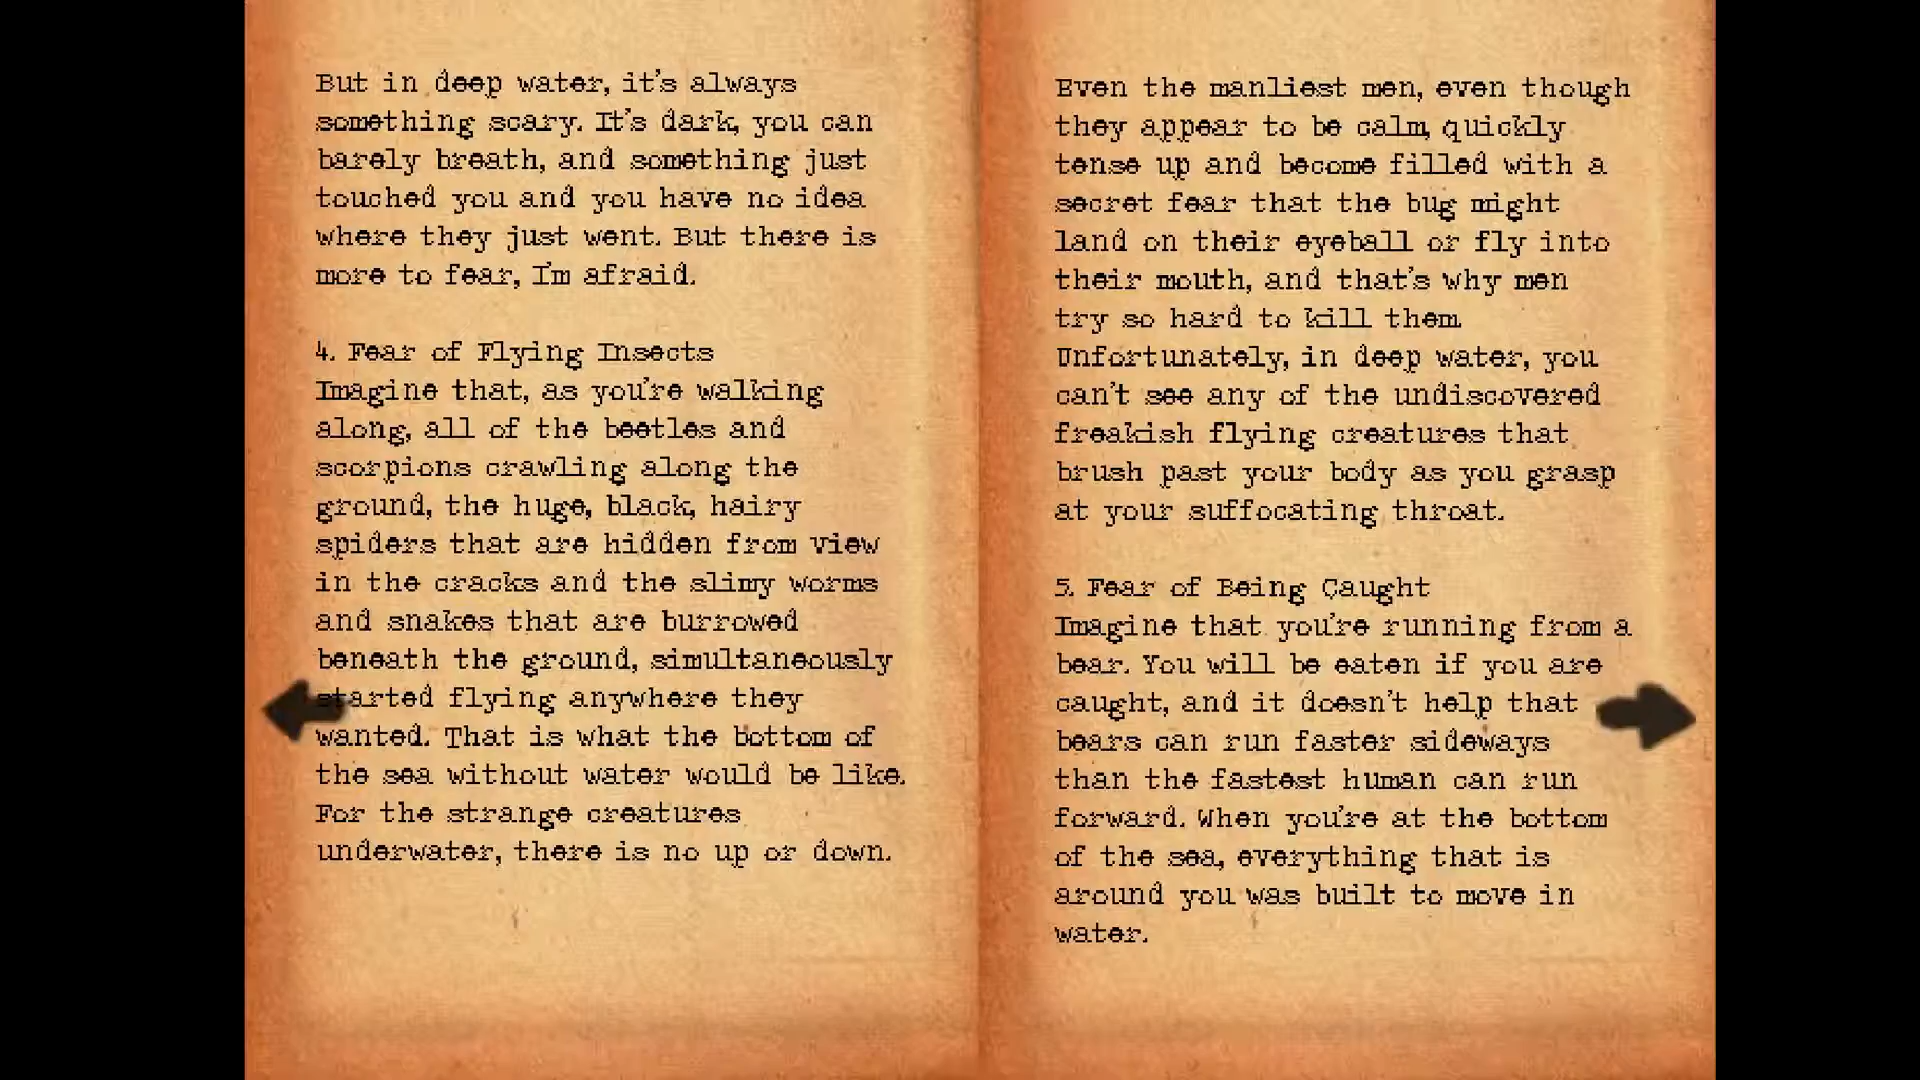 But in deep water, it's always
something scary. It's dark, you can
barely breath, and something just
touched you and you have no idea
where they just went. But there is
more to fear, I'm afraid.
4. Fear of Flying Insects
Imagine that, as you're walking
along, all of the beetles and
scorpions crawling along the
ground, the huge, black, hairy
spiders that are hidden from view
in the cracks and the slimy worms
and snakes that are burrowed
beneath the ground, simultaneously
started flying anywhere they
wanted. That is what the bottom of
the sea without water would be like.
For the strange creatures
underwater, there is no up or down.
Even the manliest men, even though
they appear to be calm, quickly
tense up and become filled with a
secret fear that the bug might
land on their eyeball or fly into
their mouth, and that's why men
try so hard to kill them.
Unfortunately, in deep water, you
can't see any of the undiscovered
freakish flying creatures that
brush past your body as you grasp
at your suffocating throat.
5. Fear of Being Caught
Imagine that you're running from a
bear. You will be eaten if you are
caught, and it doesn't help that
bears can run faster sideways
than the fastest human can run
forward. When you're at the bottom
of the sea, everything that is
around you was built to move in
water.